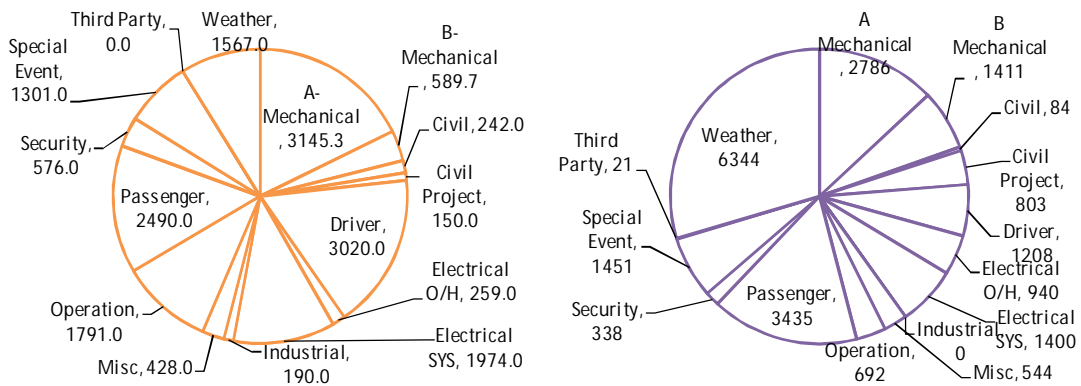 Third Party,
0.0
Weather,
1567.0
Special
Event,
1301.0
B-
Mechanical
, 589.7
A-
Mechanical
, 3145.3
Civil, 242.0
Security,
576.0
Civil
Project,
150.0
Passenger,
2490.0
Driver,
3020.0
Electrical
O/H, 259.0
Operation,
1791.0
Electrical
SYS, 1974.0
Industrial,
190.0
Misc, 428.0
A
Mechanical
, 2786
B
Mechanical
, 1411
Civil, 84
Weather,
6344
Third
Party, 21
Civil
Project,
803
Special
Event,
1451
Driver,
1208
Electrical
O/H, 940
Passenger,
3435
Security,
338
Electrical
SYS, 1400
Industrial,
0
Operation,
692
Misc, 544